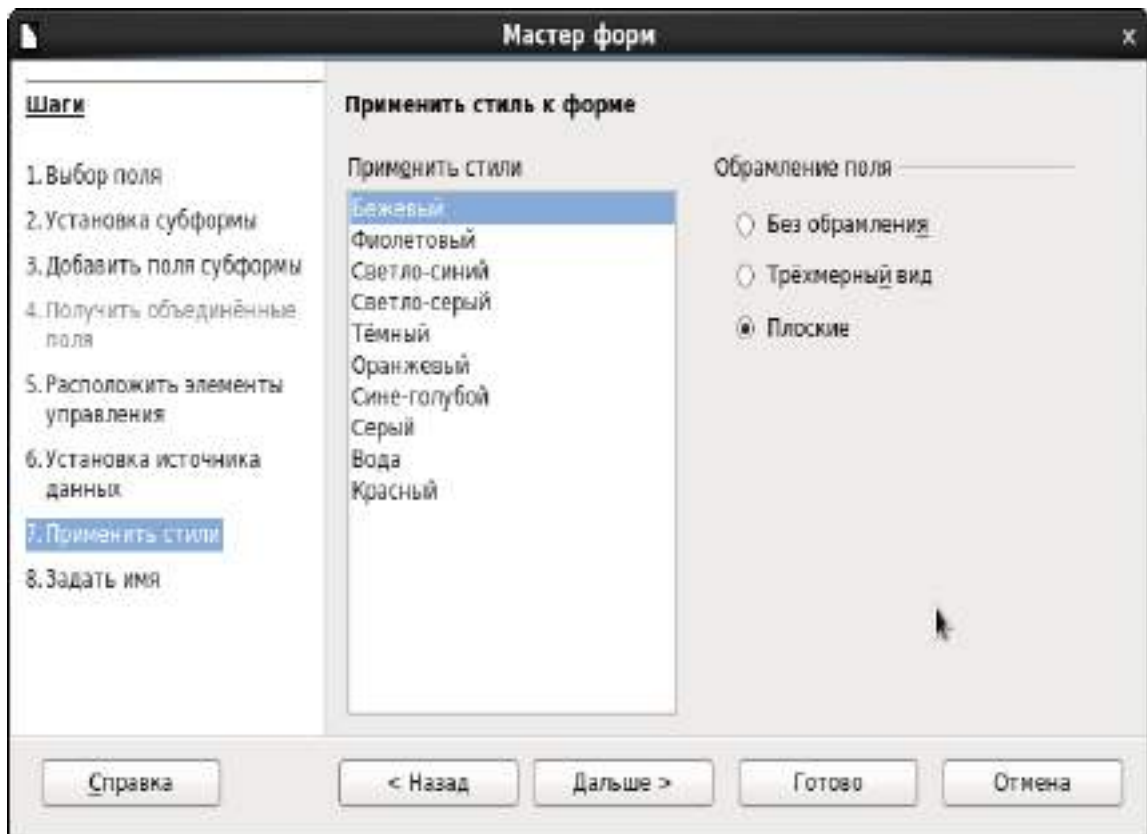 Мастер форм
Шаги
1. Выбор поля
2. Установка субформы
3. Добавить поля субформы
4. Получить объединённые
поля
5. Расположить элементы
управления
6. Установка источника
данных
7. Применить стили
8. Задать имя
Применить стиль к форме
Применить стили
Бежевый
Фиолетовый
Светло-синий
Светло-серый
Тёмный
Оранжевый
Сине-голубой
Серый
Вода
Красный
Обрамление поля
Без обрамления
Трёхмерный вид
Плоские
Справка
< Назад
Дальше >
Готово
Отмена